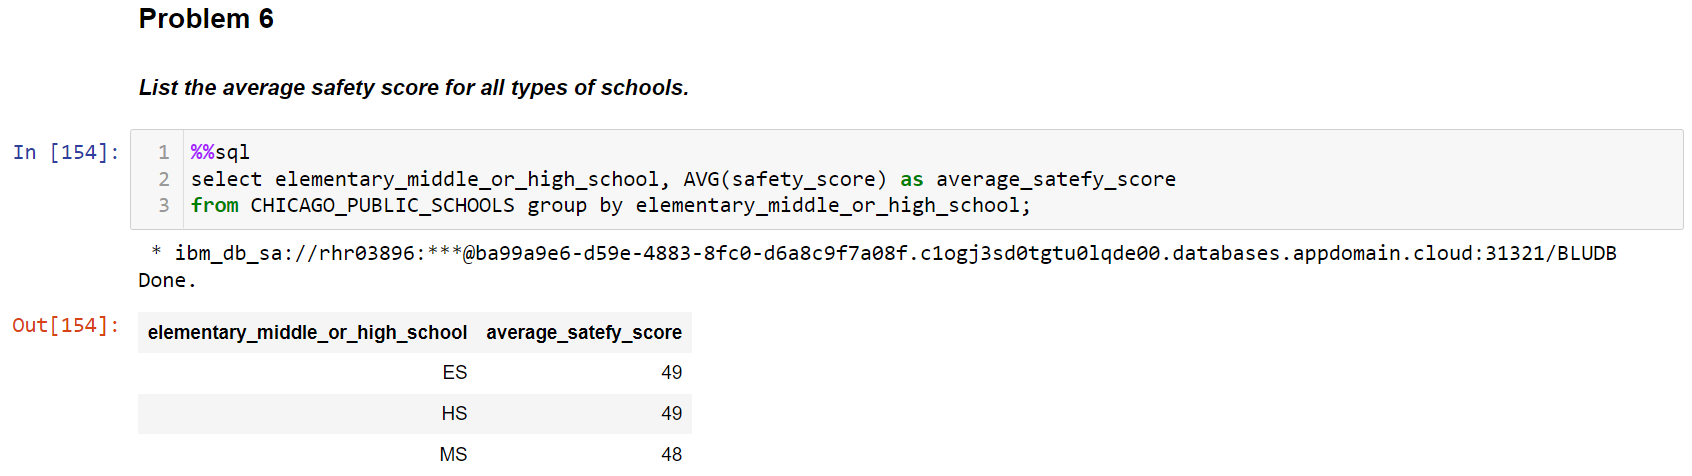 Problem 6
List the average safety score for all types of schools.
In [154]:
1 %%sql
2 select elementary_middle_or_high_school, AVG(safety_score) as average_satefy_score
3 from CHICAGO_PUBLIC_SCHOOLS group by elementary_middle_or_high_school;
* ibm_db_sa://rhr03896:***@ba99a9e6-d59e-4883-8fc0-d6a8c9f7a08f.c1ogj3sd0tgtu0lqde00.databases.appdomain.cloud:31321/BLUDB
Done.
Out[154]:
elementary_middle_or_high_school average_satefy_score
ES 49
HS 49
MS 48